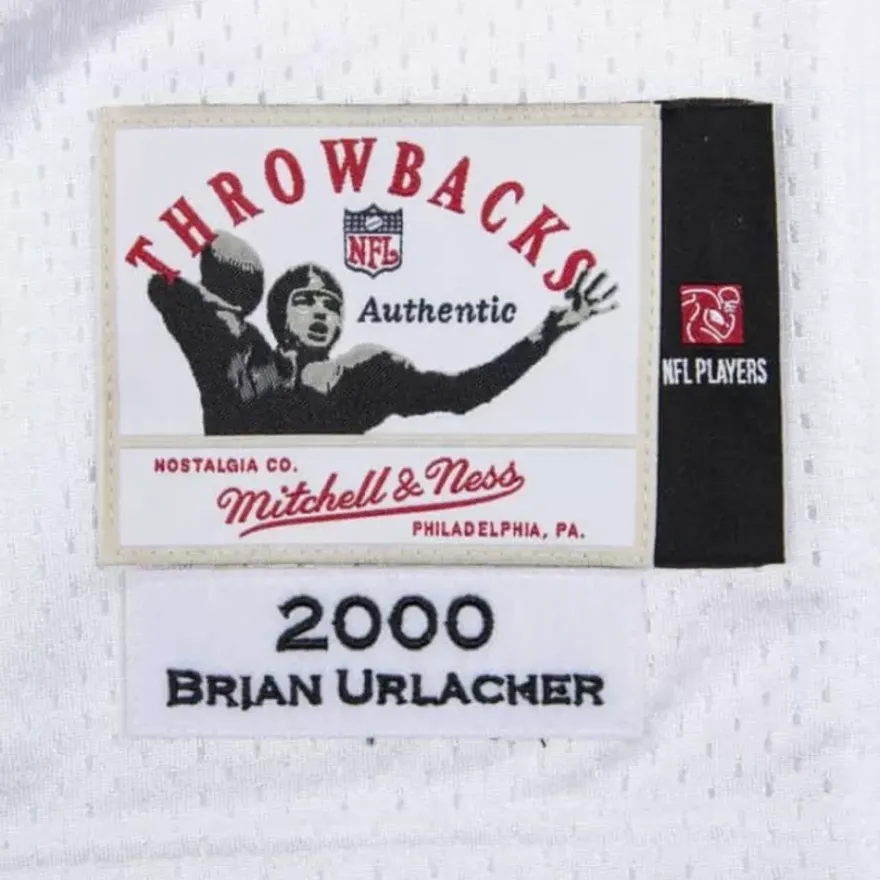 THROWBACKS
NFL
Authentic
NFL PLAYERS
NOSTALGIA CO.
Mitchell & Ness
PHILADELPHIA, PA.
2000
BRIAN URLACHER